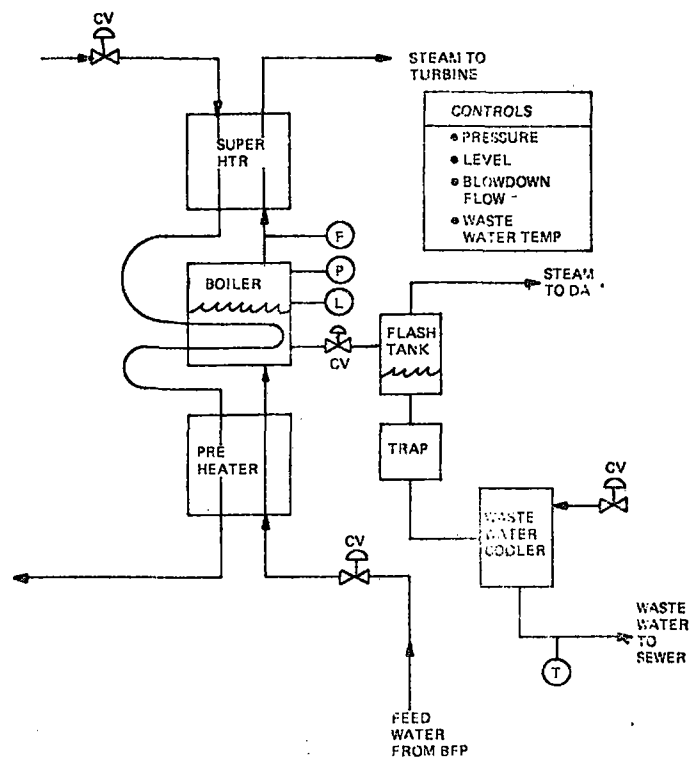 CV
STEAM TO
TURBINE
CONTROLS
• PRESSURE
• LEVEL
• BLOWDOWN
FLOW -
• WASTE
WATER TEMP
SUPER
HTR
F
P
L
BOILER
CV
STEAM
TO DA
FLASH
TANK
TRAP
PRE
HEATER
CV
WASTE
WATER
COOLER
CV
WASTE
WATER
TO
SEWER
T
FEED
WATER
FROM BFP